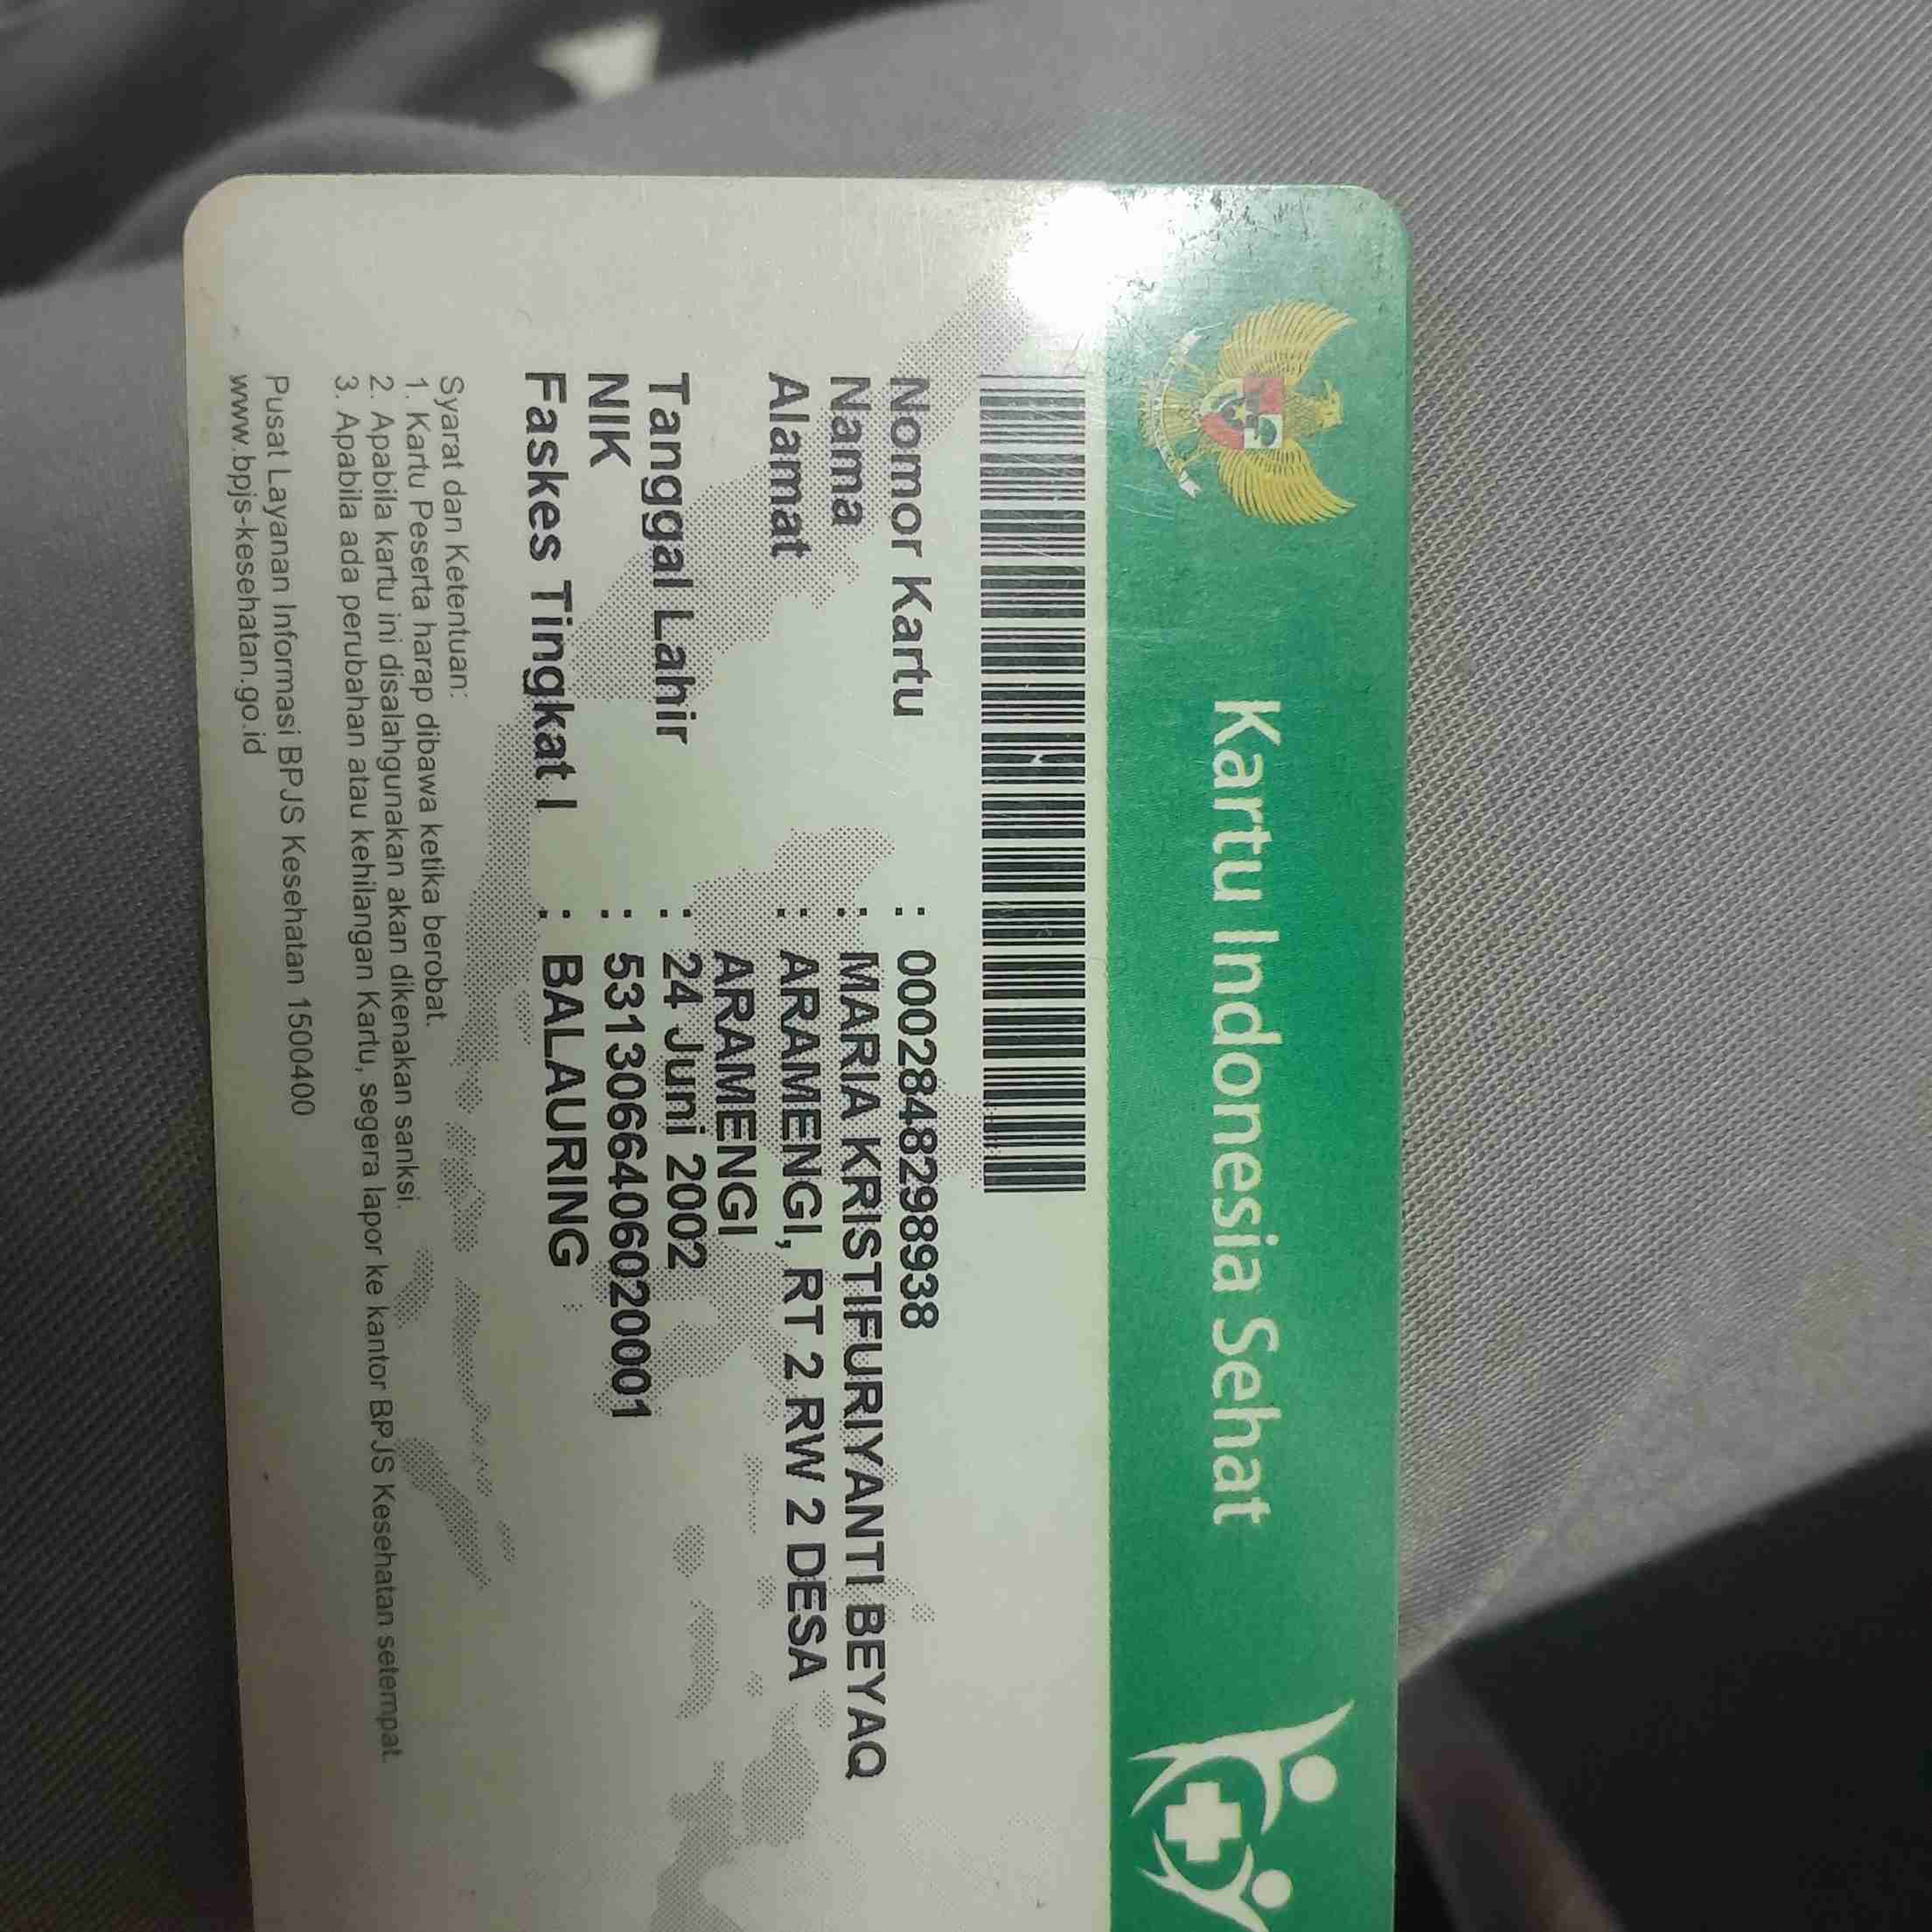 Kartu Indonesia Sehat
Nomor Kartu : 0002848298938
Nama : MARIA KRISTIFURIYANTI BEYAQ
Alamat : ARAMENGI, RT 2 RW 2 DESA
ARAMENGI
Tanggal Lahir : 24 Juni 2002
NIK : 5313066406020001
Faskes Tingkat I : BALAURING
Syarat dan Ketentuan:
1. Kartu Peserta harap dibawa ketika berobat.
2. Apabila kartu ini disalahgunakan akan dikenakan sanksi.
3. Apabila ada perubahan atau kehilangan Kartu, segera lapor ke kantor BPJS Kesehatan setempat.
Pusat Layanan Informasi BPJS Kesehatan 1500400
www.bpjs-kesehatan.go.id